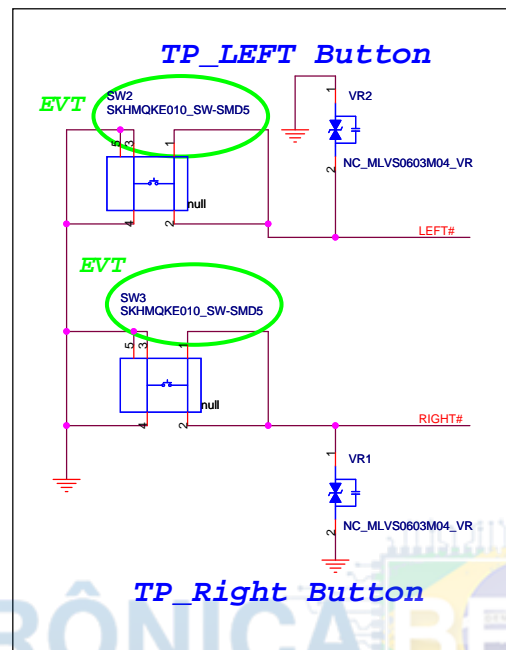 TP_LEFT Button
EVT
SW2
SKHMQKE010_SW-SMD5
5
3
1
4
2
null
1
VR2
2
NC_MLVS0603M04_VR
LEFT#
EVT
SW3
SKHMQKE010_SW-SMD5
5
3
1
4
2
null
RIGHT#
1
VR1
2
NC_MLVS0603M04_VR
TP_Right Button
RÔNICA